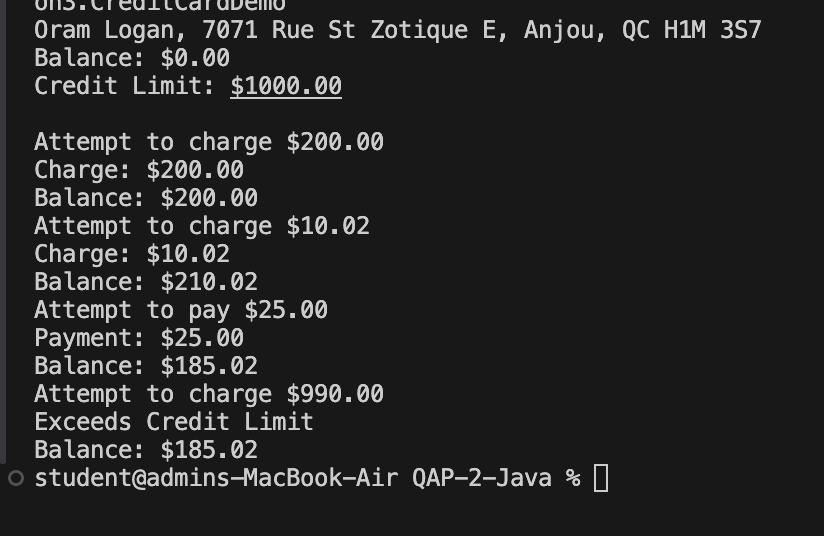 on3.CreditCardDemo
Oram Logan, 7071 Rue St Zotique E, Anjou, QC H1M 3S7
Balance: $0.00
Credit Limit: $1000.00
Attempt to charge $200.00
Charge: $200.00
Balance: $200.00
Attempt to charge $10.02
Charge: $10.02
Balance: $210.02
Attempt to pay $25.00
Payment: $25.00
Balance: $185.02
Attempt to charge $990.00
Exceeds Credit Limit
Balance: $185.02
student@admins-MacBook-Air QAP-2-Java %